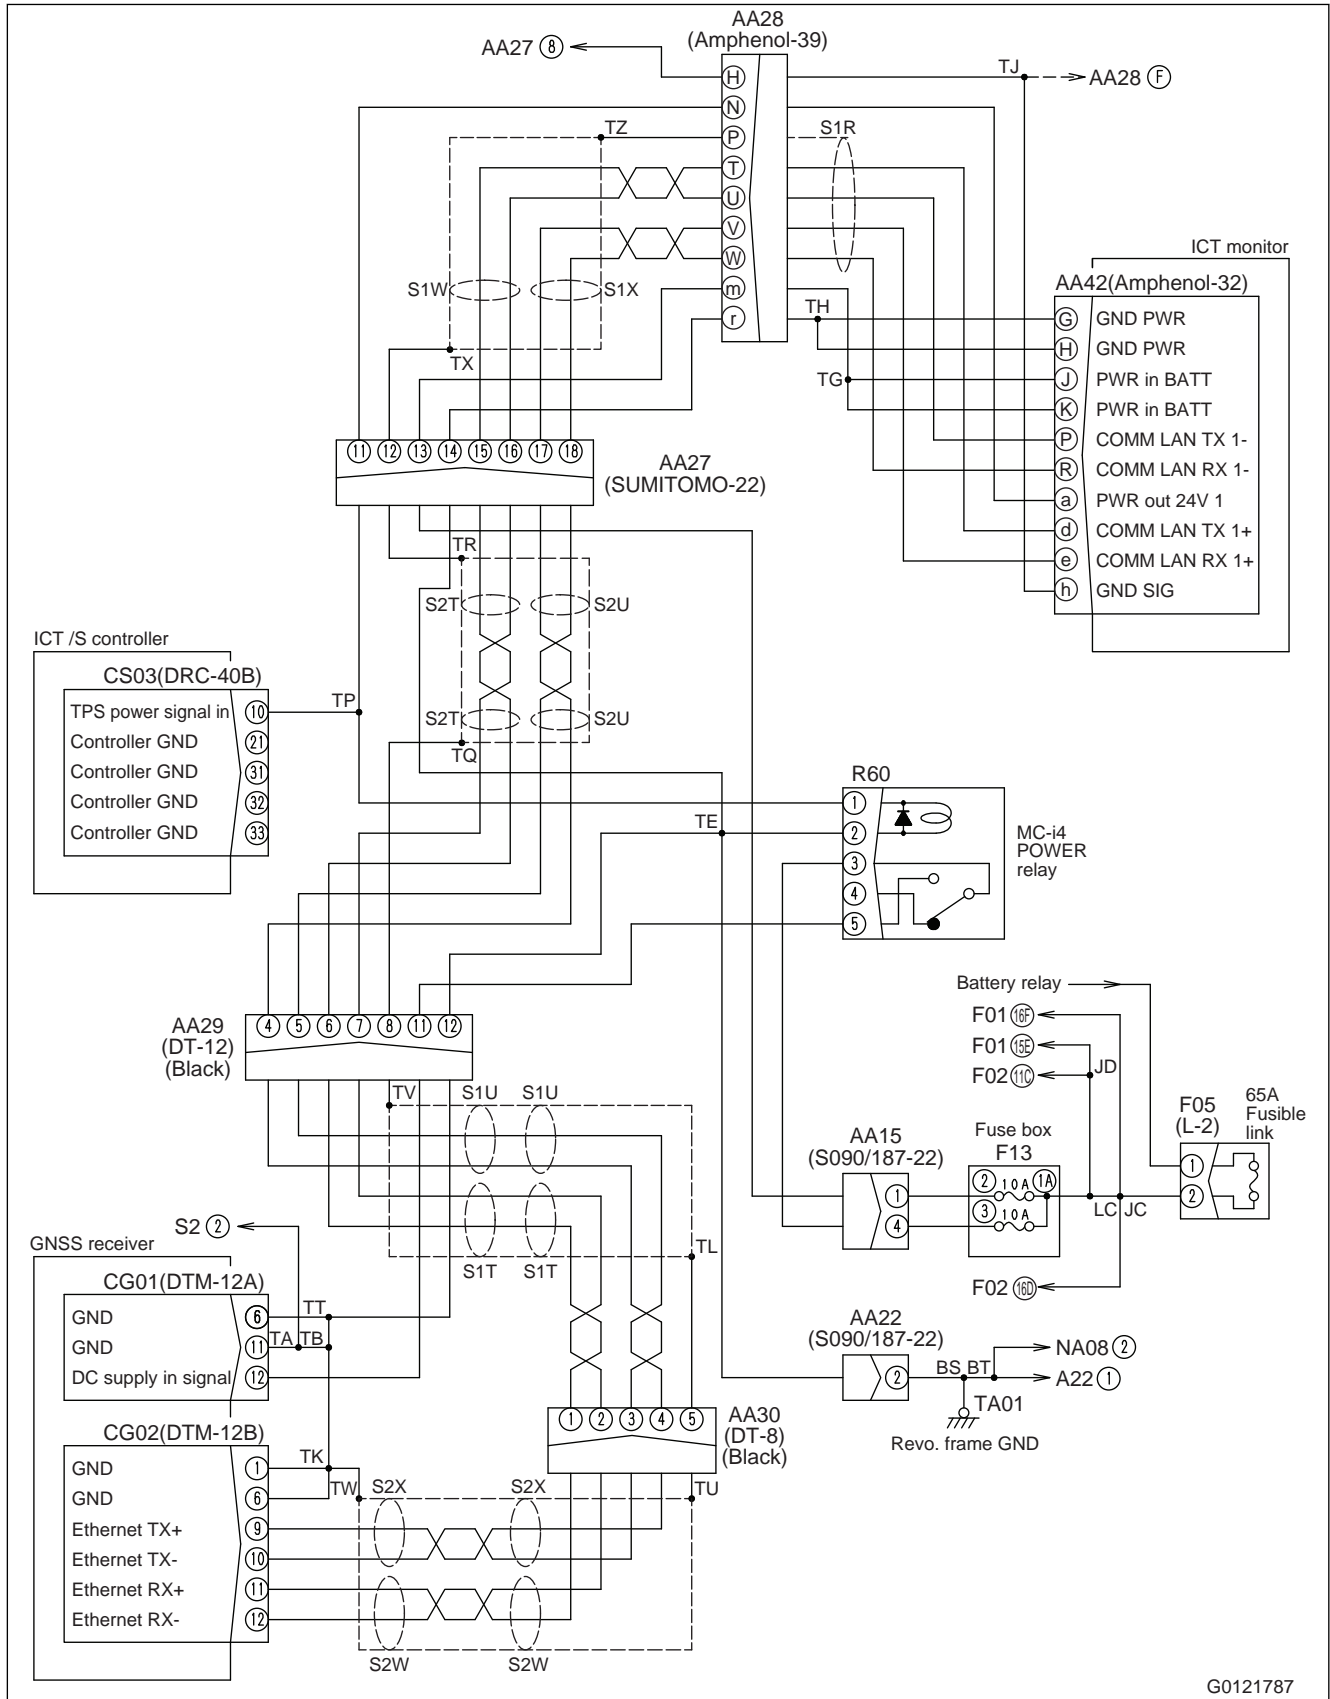 AA28
(Amphenol-39)
AA27 8
H
N
P
T
U
V
W
m
r
TJ
AA28 F
TZ
S1R
S1W
S1X
TX
TH
TG
ICT monitor
AA42(Amphenol-32)
G GND PWR
H GND PWR
J PWR in BATT
K PWR in BATT
P COMM LAN TX 1-
R COMM LAN RX 1-
a PWR out 24V 1
d COMM LAN TX 1+
e COMM LAN RX 1+
h GND SIG
11 12 13 14 15 16 17 18
AA27
(SUMITOMO-22)
TR
S2T
S2U
S2T
S2U
TQ
ICT /S controller
CS03(DRC-40B)
TPS power signal in 10
Controller GND 21
Controller GND 31
Controller GND 32
Controller GND 33
TP
TE
R60
1
2
3
4
5
MC-i4
POWER
relay
AA29
(DT-12)
(Black)
4 5 6 7 8 11 12
Battery relay
F01 16F
F01 15E
F02 11C
JD
F05
(L-2)
1
2
65A
Fusible
link
TV
S1U
S1U
S1T
S1T
TL
AA15
(S090/187-22)
1
4
Fuse box
F13
2 10A 1A
3 10A
LC JC
F02 16D
S2 2
GNSS receiver
CG01(DTM-12A)
GND 6
GND 11
DC supply in signal 12
TT
TA TB
AA22
(S090/187-22)
2
BS BT
NA08 2
A22 1
TA01
Revo. frame GND
1 2 3 4 5
AA30
(DT-8)
(Black)
CG02(DTM-12B)
GND 1
GND 6
Ethernet TX+ 9
Ethernet TX- 10
Ethernet RX+ 11
Ethernet RX- 12
TK
TW
S2X
S2X
TU
S2W
S2W
G0121787